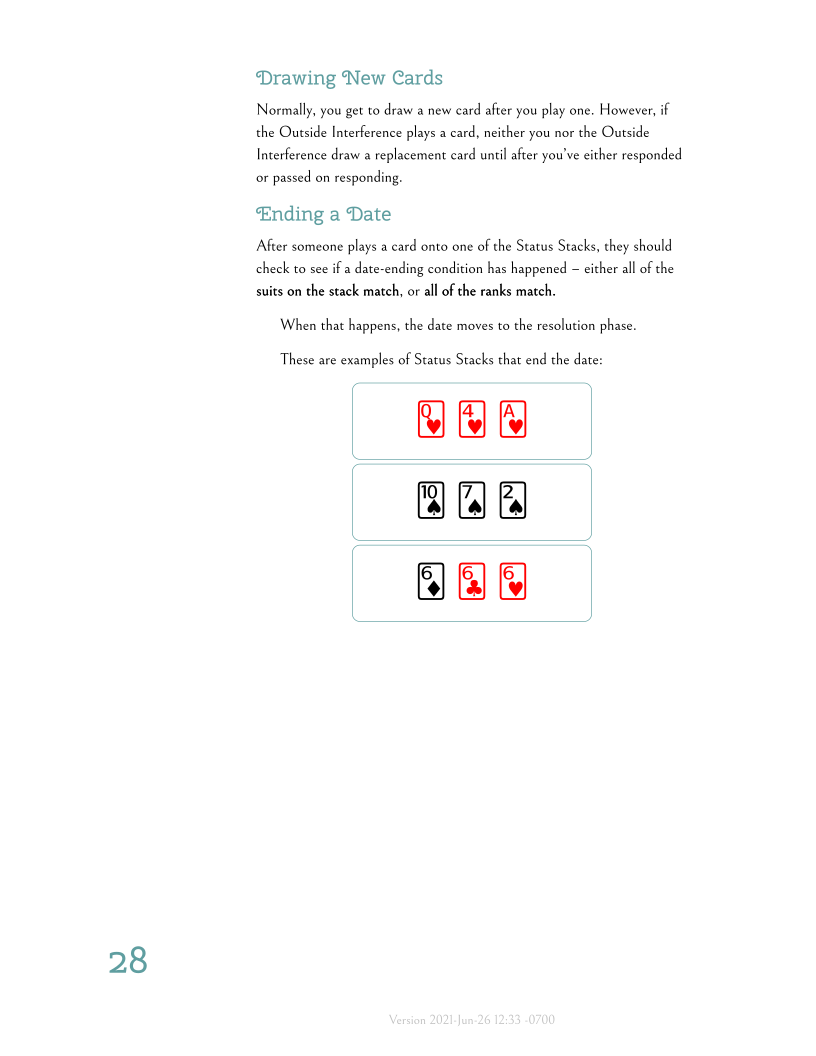 Drawing New Cards
Normally, you get to draw a new card after you play one. However, if
the Outside Interference plays a card, neither you nor the Outside
Interference draw a replacement card until after you’ve either responded
or passed on responding.
Ending a Date
After someone plays a card onto one of the Status Stacks, they should
check to see if a date-ending condition has happened – either all of the
suits on the stack match, or all of the ranks match.
When that happens, the date moves to the resolution phase.
These are examples of Status Stacks that end the date:
Q♥ 4♥ A♥
10♠ 7♠ 2♠
6♦ 6♣ 6♥
28
Version 2021-Jun-26 12:33 -0700